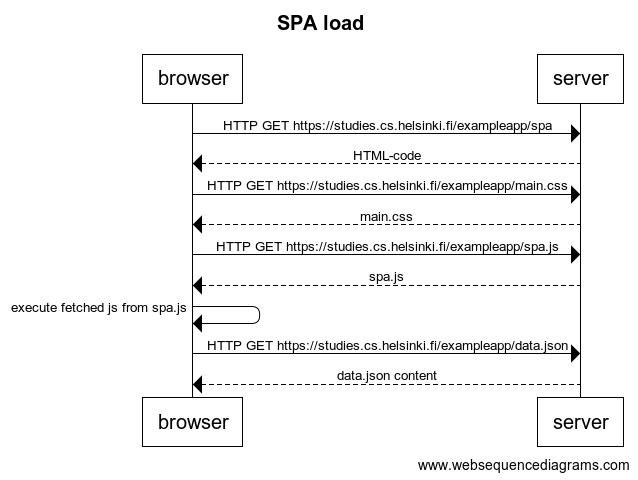 SPA load
browser
server
HTTP GET https://studies.cs.helsinki.fi/exampleapp/spa
HTML-code
HTTP GET https://studies.cs.helsinki.fi/exampleapp/main.css
main.css
HTTP GET https://studies.cs.helsinki.fi/exampleapp/spa.js
spa.js
execute fetched js from spa.js
HTTP GET https://studies.cs.helsinki.fi/exampleapp/data.json
data.json content
browser
server
www.websequencediagrams.com